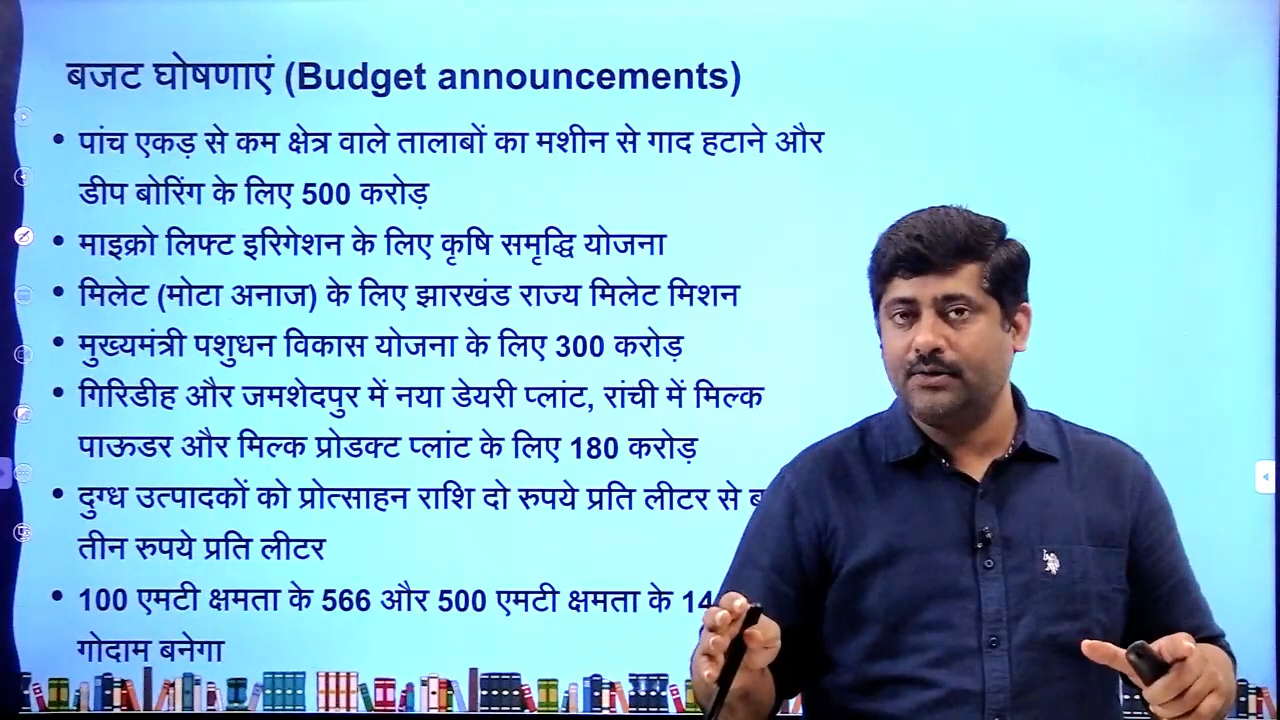 बजट घोषणाएं (Budget announcements)
• पांच एकड़ से कम क्षेत्र वाले तालाबों का मशीन से गाद हटाने और
डीप बोरिंग के लिए 500 करोड़
• माइक्रो लिफ्ट इरिगेशन के लिए कृषि समृद्धि योजना
• मिलेट (मोटा अनाज) के लिए झारखंड राज्य मिलेट मिशन
• मुख्यमंत्री पशुधन विकास योजना के लिए 300 करोड़
• गिरिडीह और जमशेदपुर में नया डेयरी प्लांट, रांची में मिल्क
पाऊडर और मिल्क प्रोडक्ट प्लांट के लिए 180 करोड़
• दुग्ध उत्पादकों को प्रोत्साहन राशि दो रुपये प्रति लीटर से
तीन रुपये प्रति लीटर
• 100 एमटी क्षमता के 566 और 500 एमटी क्षमता के
गोदाम बनेगा